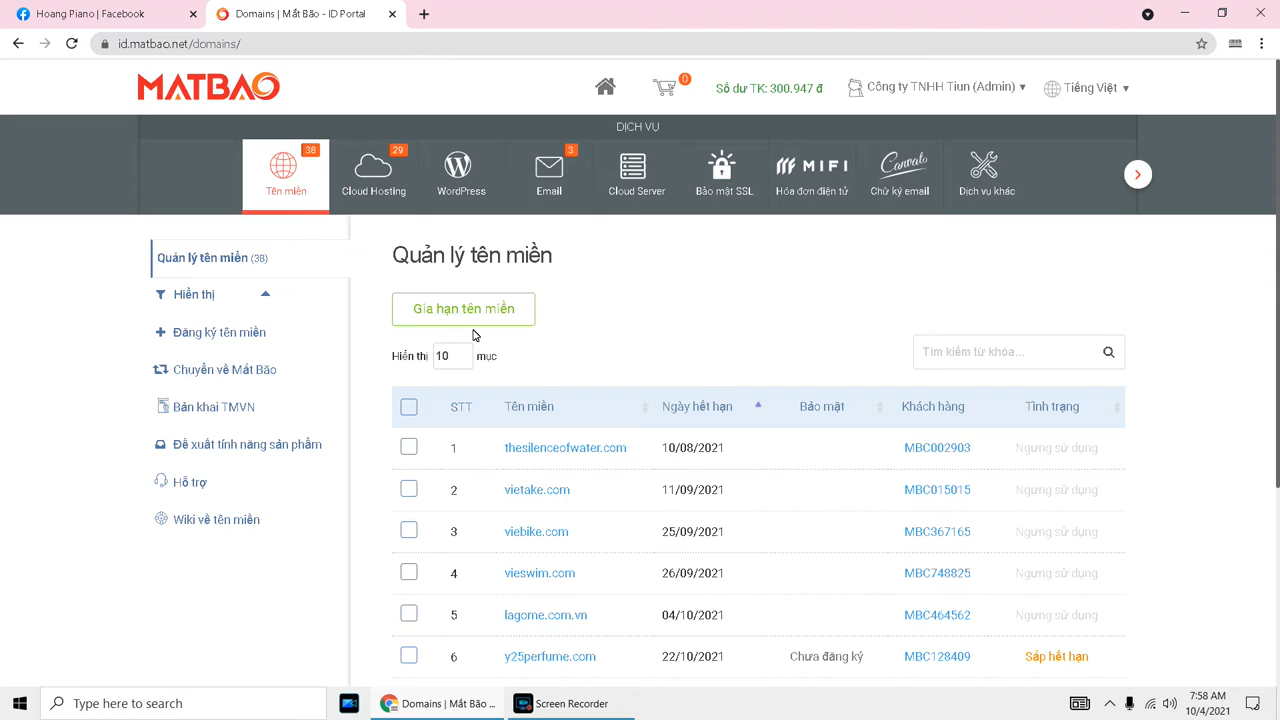 Hoang Piano | Facebook
Domains | Mắt Bão - ID Portal
id.matbao.net/domains/
MATBAO
0
Số dư TK: 300.947 đ
Công ty TNHH Tiun (Admin)
Tiếng Việt
DỊCH VỤ
38
29
3
Tên miền
Cloud Hosting
WordPress
Email
Cloud Server
Bảo mật SSL
MIFI
Hóa đơn điện tử
Canvato
Chữ ký email
Dịch vụ khác
Quản lý tên miền (38)
Hiển thị
Đăng ký tên miền
Chuyển về Mắt Bão
Bản khai TMVN
Đề xuất tính năng sản phẩm
Hỗ trợ
Wiki về tên miền
Quản lý tên miền
Gia hạn tên miền
Hiển thị 10 mục
Tìm kiếm từ khóa...
STT Tên miền Ngày hết hạn Bảo mật Khách hàng Tình trạng
1 thesilenceofwater.com 10/08/2021 MBC002903 Ngưng sử dụng
2 vietake.com 11/09/2021 MBC015015 Ngưng sử dụng
3 viebike.com 25/09/2021 MBC367165 Ngưng sử dụng
4 vieswim.com 26/09/2021 MBC748825 Ngưng sử dụng
5 lagome.com.vn 04/10/2021 MBC464562 Ngưng sử dụng
6 y25perfume.com 22/10/2021 Chưa đăng ký MBC128409 Sắp hết hạn
Type here to search
Domains | Mắt Bão ...
Screen Recorder
7:58 AM
10/4/2021